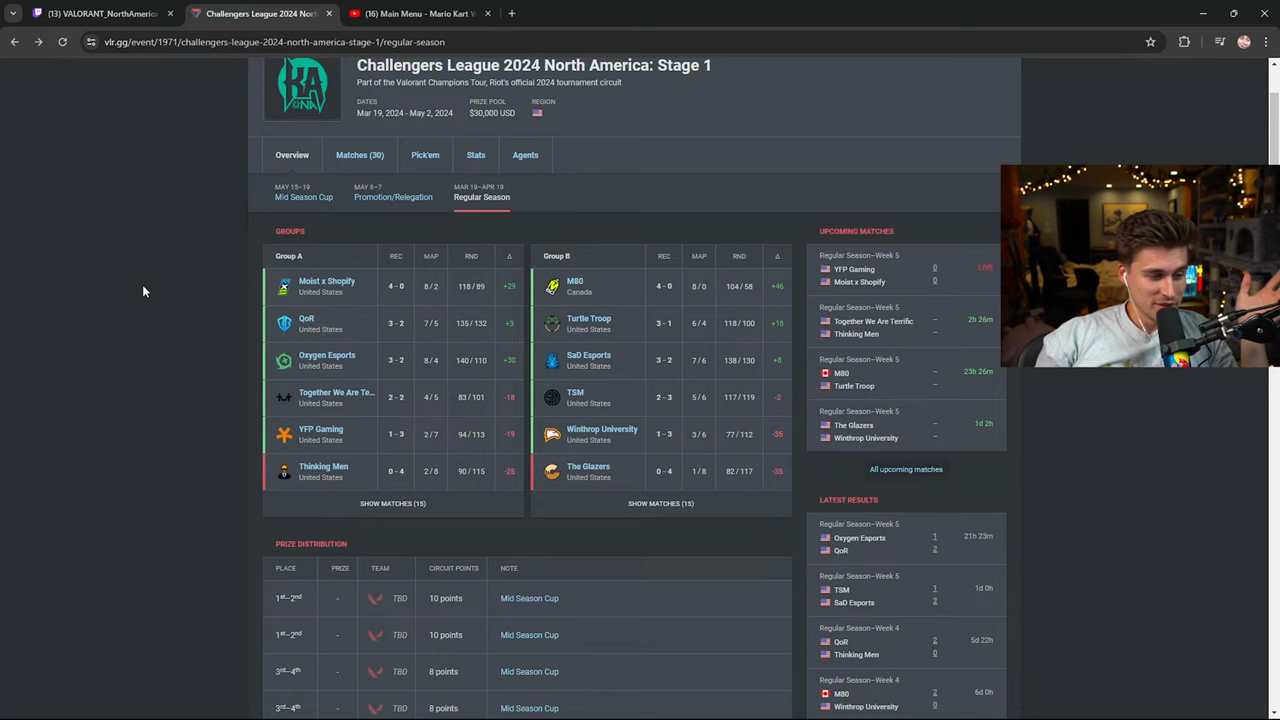 (13) VALORANT_NorthAmerica
Challengers League 2024 North
(16) Main Menu - Mario Kart W
vlr.gg/event/1971/challengers-league-2024-north-america-stage-1/regular-season
Challengers League 2024 North America: Stage 1
Part of the Valorant Champions Tour, Riot's official 2024 tournament circuit
DATES PRIZE POOL REGION
Mar 19, 2024 - May 2, 2024 $30,000 USD
Overview Matches (30) Pick'em Stats Agents
MAY 15–19 MAY 6–7 MAR 19–APR 19
Mid Season Cup Promotion/Relegation Regular Season
GROUPS
Group A REC MAP RND Δ
Moist x Shopify 4–0 8/2 118/89 +29
United States
QoR 3–2 7/5 135/132 +3
United States
Oxygen Esports 3–2 8/4 140/110 +30
United States
Together We Are Te... 2–2 4/5 83/101 -18
United States
YFP Gaming 1–3 2/7 94/113 -19
United States
Thinking Men 0–4 2/8 90/115 -25
United States
SHOW MATCHES (15)
Group B REC MAP RND Δ
M80 4–0 8/0 104/58 +46
Canada
Turtle Troop 3–1 6/4 118/100 +18
United States
SaD Esports 3–2 7/6 138/130 +8
United States
TSM 2–3 5/6 117/119 -2
United States
Winthrop University 1–3 3/6 77/112 -35
United States
The Glazers 0–4 1/8 82/117 -35
United States
SHOW MATCHES (15)
PRIZE DISTRIBUTION
PLACE PRIZE TEAM CIRCUIT POINTS NOTE
1st–2nd - TBD 10 points Mid Season Cup
1st–2nd - TBD 10 points Mid Season Cup
3rd–4th - TBD 8 points Mid Season Cup
3rd–4th - TBD 8 points Mid Season Cup
UPCOMING MATCHES
Regular Season–Week 5
YFP Gaming 0 LIVE
Moist x Shopify 0
Regular Season–Week 5
Together We Are Terrific – 2h 26m
Thinking Men –
Regular Season–Week 5
M80 – 23h 26m
Turtle Troop –
Regular Season–Week 5
The Glazers – 1d 2h
Winthrop University –
All upcoming matches
LATEST RESULTS
Regular Season–Week 5
Oxygen Esports 1 21h 23m
QoR 2
Regular Season–Week 5
TSM 1 1d 0h
SaD Esports 2
Regular Season–Week 4
QoR 2 5d 22h
Thinking Men 0
Regular Season–Week 4
M80 2 6d 0h
Winthrop University 0